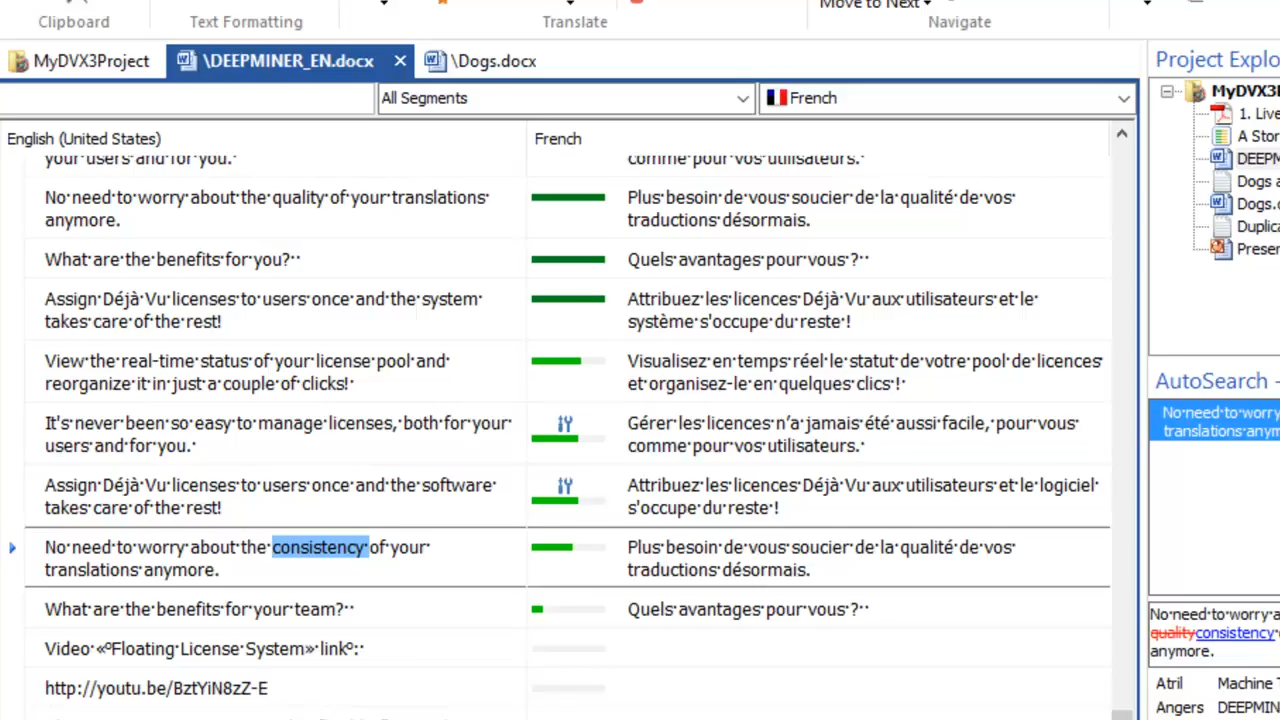 Move to Next
Clipboard
Text Formatting
Translate
Navigate
MyDVX3Project
\DEEPMINER_EN.docx
\Dogs.docx
Project Explo
All Segments
French
MyDVX3P
1. Live
A Stor
DEEPM
Dogs a
Dogs.d
Duplica
Presen
English (United States)
French
your users and for you.
comme pour vos utilisateurs.
No need to worry about the quality of your translations
anymore.
Plus besoin de vous soucier de la qualité de vos
traductions désormais.
What are the benefits for you?
Quels avantages pour vous ?
Assign Déjà Vu licenses to users once and the system
takes care of the rest!
Attribuez les licences Déjà Vu aux utilisateurs et le
système s'occupe du reste !
View the real-time status of your license pool and
reorganize it in just a couple of clicks!
Visualisez en temps réel le statut de votre pool de licences
et organisez-le en quelques clics !
It's never been so easy to manage licenses, both for your
users and for you.
Gérer les licences n'a jamais été aussi facile, pour vous
comme pour vos utilisateurs.
Assign Déjà Vu licenses to users once and the software
takes care of the rest!
Attribuez les licences Déjà Vu aux utilisateurs et le logiciel
s'occupe du reste !
No need to worry about the consistency of your
translations anymore.
Plus besoin de vous soucier de la qualité de vos
traductions désormais.
What are the benefits for your team?
Quels avantages pour vous ?
Video «°Floating License System» link°:
http://youtu.be/BztYiN8zZ-E
AutoSearch -
No need to worry
translations anym
No need to worry a
qualityconsistency
anymore.
Atril Machine T
Angers DEEPMIN